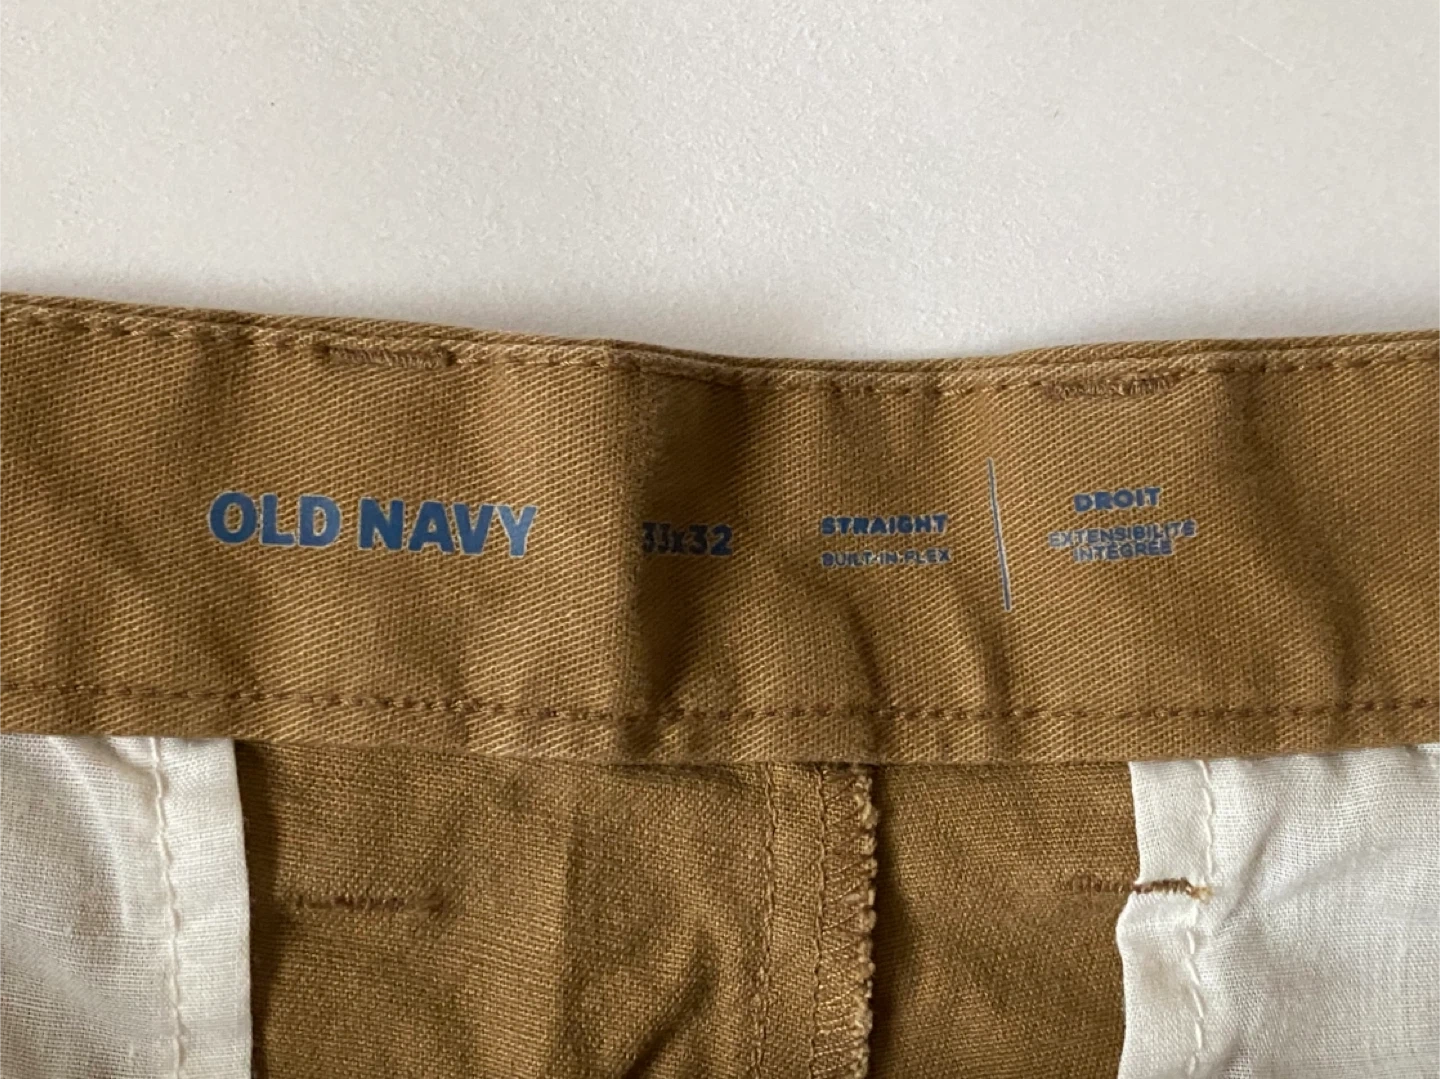 OLD NAVY
33x32
STRAIGHT
BUILT-IN-FLEX
DROIT
EXTENSIBILITÉ
INTÉGRÉE